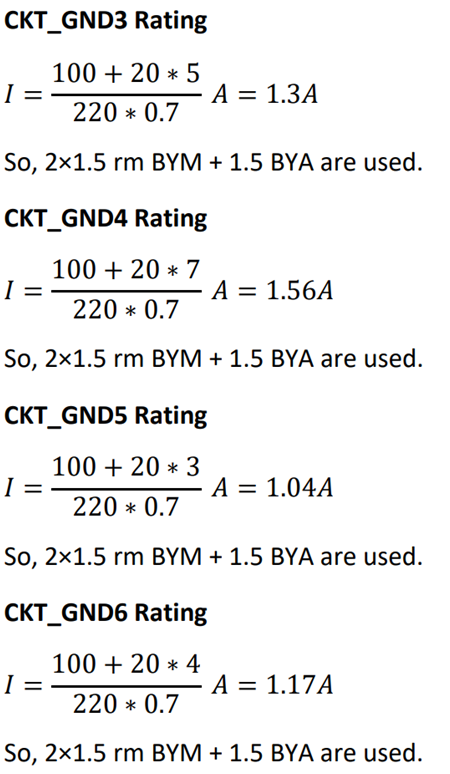 CKT_GND3 Rating
I = (100 + 20 * 5)/(220 * 0.7) A = 1.3A
So, 2×1.5 rm BYM + 1.5 BYA are used.
CKT_GND4 Rating
I = (100 + 20 * 7)/(220 * 0.7) A = 1.56A
So, 2×1.5 rm BYM + 1.5 BYA are used.
CKT_GND5 Rating
I = (100 + 20 * 3)/(220 * 0.7) A = 1.04A
So, 2×1.5 rm BYM + 1.5 BYA are used.
CKT_GND6 Rating
I = (100 + 20 * 4)/(220 * 0.7) A = 1.17A
So, 2×1.5 rm BYM + 1.5 BYA are used.